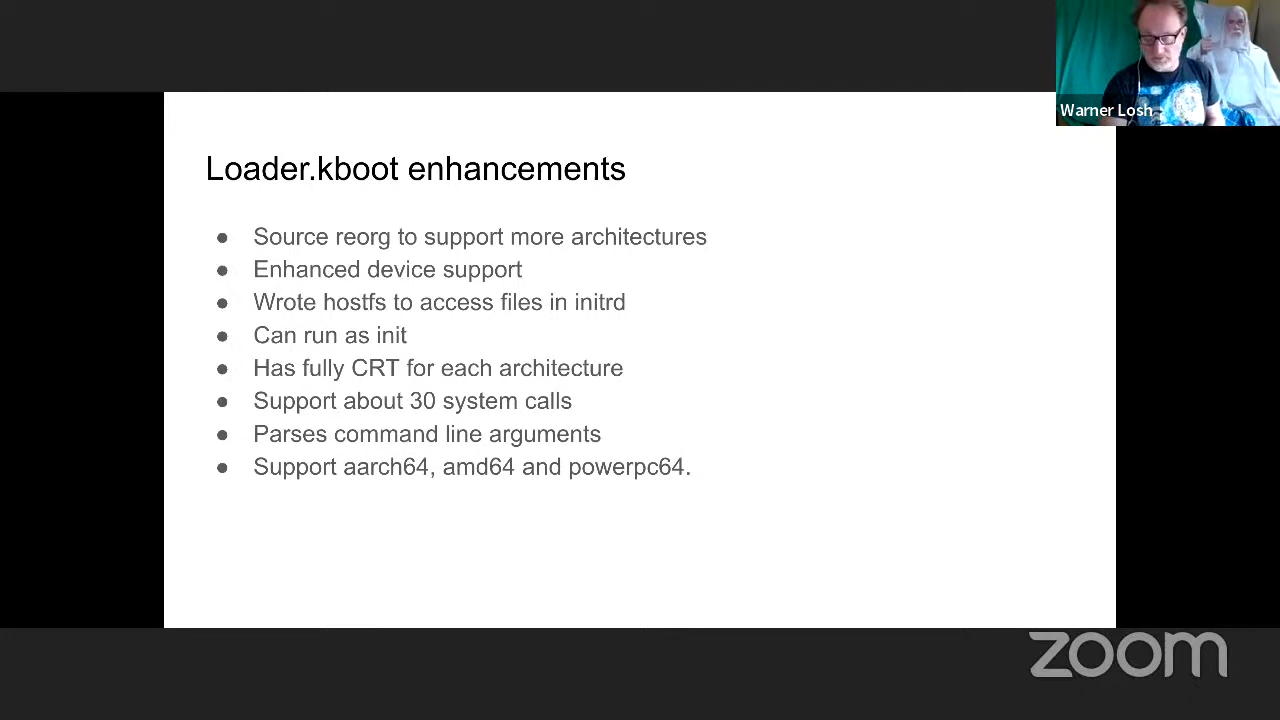 Warner Losh
Loader.kboot enhancements
● Source reorg to support more architectures
● Enhanced device support
● Wrote hostfs to access files in initrd
● Can run as init
● Has fully CRT for each architecture
● Support about 30 system calls
● Parses command line arguments
● Support aarch64, amd64 and powerpc64.
zoom